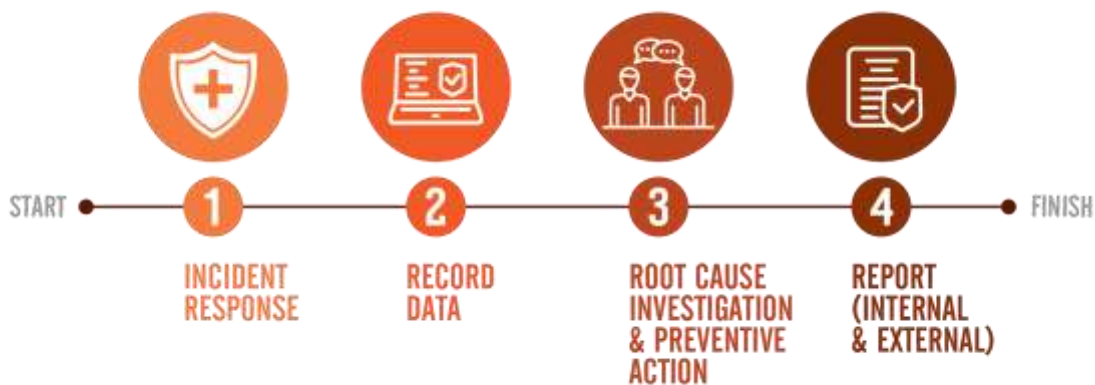 START
1
2
3
4
FINISH
INCIDENT
RESPONSE
RECORD
DATA
ROOT CAUSE
INVESTIGATION
& PREVENTIVE
ACTION
REPORT
(INTERNAL
& EXTERNAL)